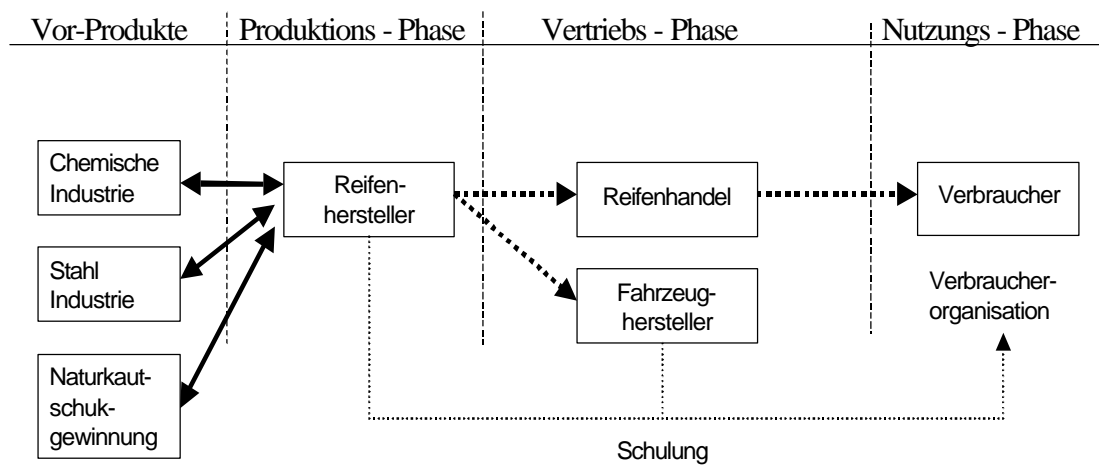 Vor-Produkte
Produktions - Phase
Vertriebs - Phase
Nutzungs - Phase
Chemische
Industrie
Stahl
Industrie
Naturkaut-
schuk-
gewinnung
Reifen-
hersteller
Reifenhandel
Fahrzeug-
hersteller
Verbraucher
Verbraucher-
organisation
Schulung